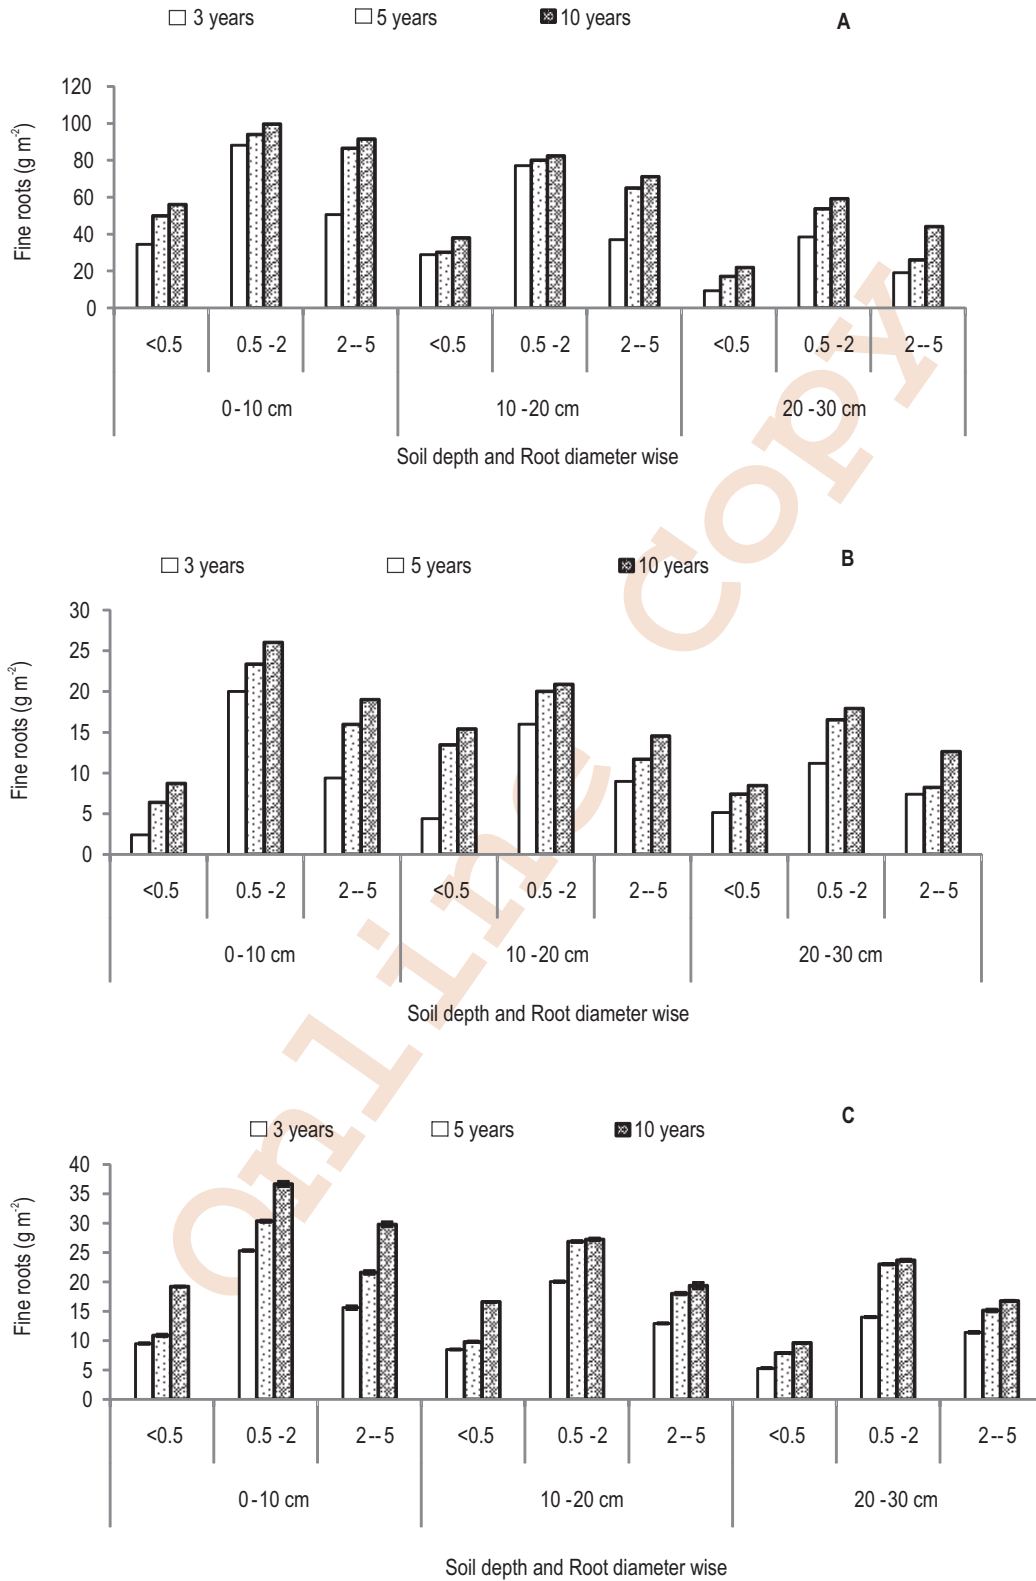 3 years 5 years 10 years A
Fine roots (g m-2)
120
100
80
60
40
20
0
<0.5 0.5 -2 2--5 <0.5 0.5 -2 2--5 <0.5 0.5 -2 2--5
0-10 cm 10 -20 cm 20 -30 cm
Soil depth and Root diameter wise
3 years 5 years 10 years B
Fine roots (g m-2)
30
25
20
15
10
5
0
<0.5 0.5 -2 2--5 <0.5 0.5 -2 2--5 <0.5 0.5 -2 2--5
0-10 cm 10 -20 cm 20 -30 cm
Soil depth and Root diameter wise
3 years 5 years 10 years C
Fine roots (g m-2)
40
35
30
25
20
15
10
5
0
<0.5 0.5 -2 2--5 <0.5 0.5 -2 2--5 <0.5 0.5 -2 2--5
0-10 cm 10 -20 cm 20 -30 cm
Soil depth and Root diameter wise
Online Copy